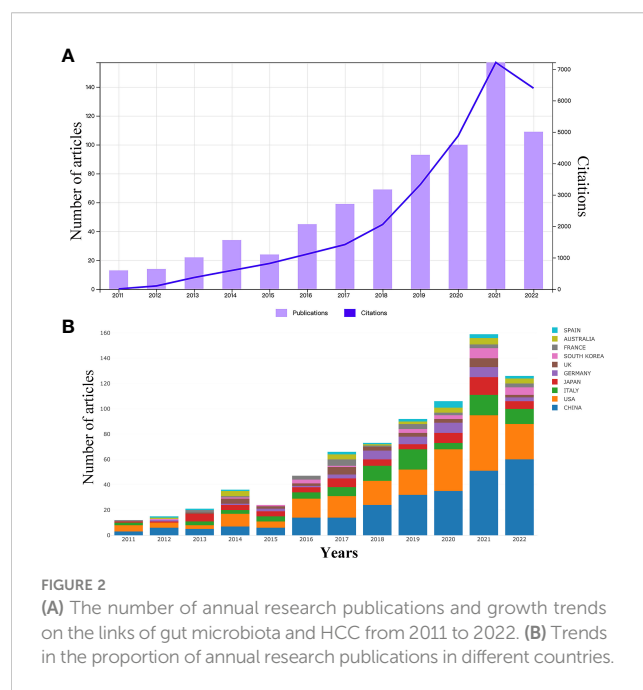 A
Number of articles
140
120
100
80
60
40
20
0
7000
6000
5000
4000
3000
2000
1000
0
Citaitions
2011 2012 2013 2014 2015 2016 2017 2018 2019 2020 2021 2022
Publications Citations
B
Number of articles
160
140
120
100
80
60
40
20
0
SPAIN
AUSTRALIA
FRANCE
SOUTH KOREA
UK
GERMANY
JAPAN
ITALY
USA
CHINA
2011 2012 2013 2014 2015 2016 2017 2018 2019 2020 2021 2022
Years
FIGURE 2
(A) The number of annual research publications and growth trends
on the links of gut microbiota and HCC from 2011 to 2022. (B) Trends
in the proportion of annual research publications in different countries.